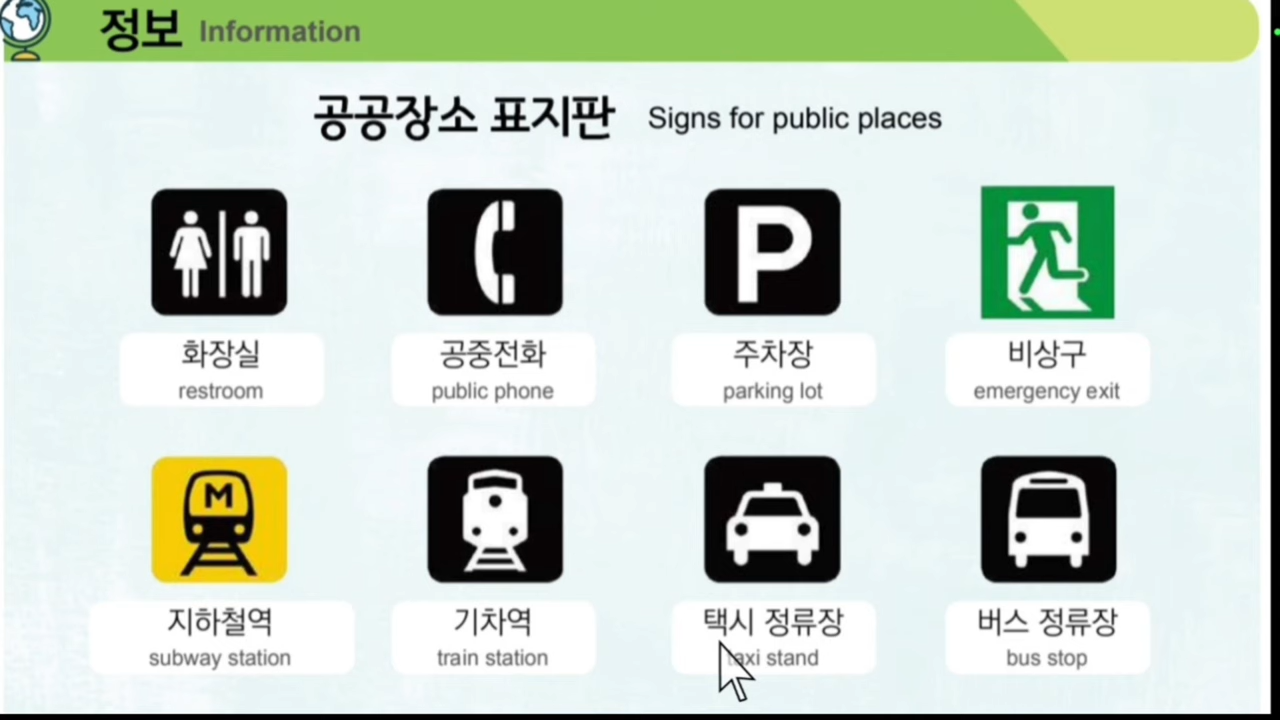 정보 Information
공공장소 표지판 Signs for public places
P
화장실 공중전화 주차장 비상구
restroom public phone parking lot emergency exit
M
지하철역 기차역 택시 정류장 버스 정류장
subway station train station taxi stand bus stop